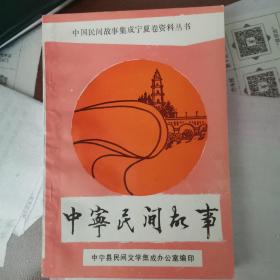 中国民间故事集成宁夏卷资料丛书
中寧民间故事
中宁县民间文学集成办公室编印